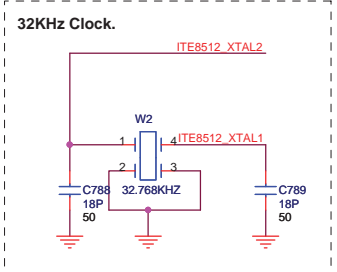 32KHz Clock.
ITE8512_XTAL2
W2
1
4
ITE8512_XTAL1
2
3
C788
18P
50
32.768KHZ
C789
18P
50